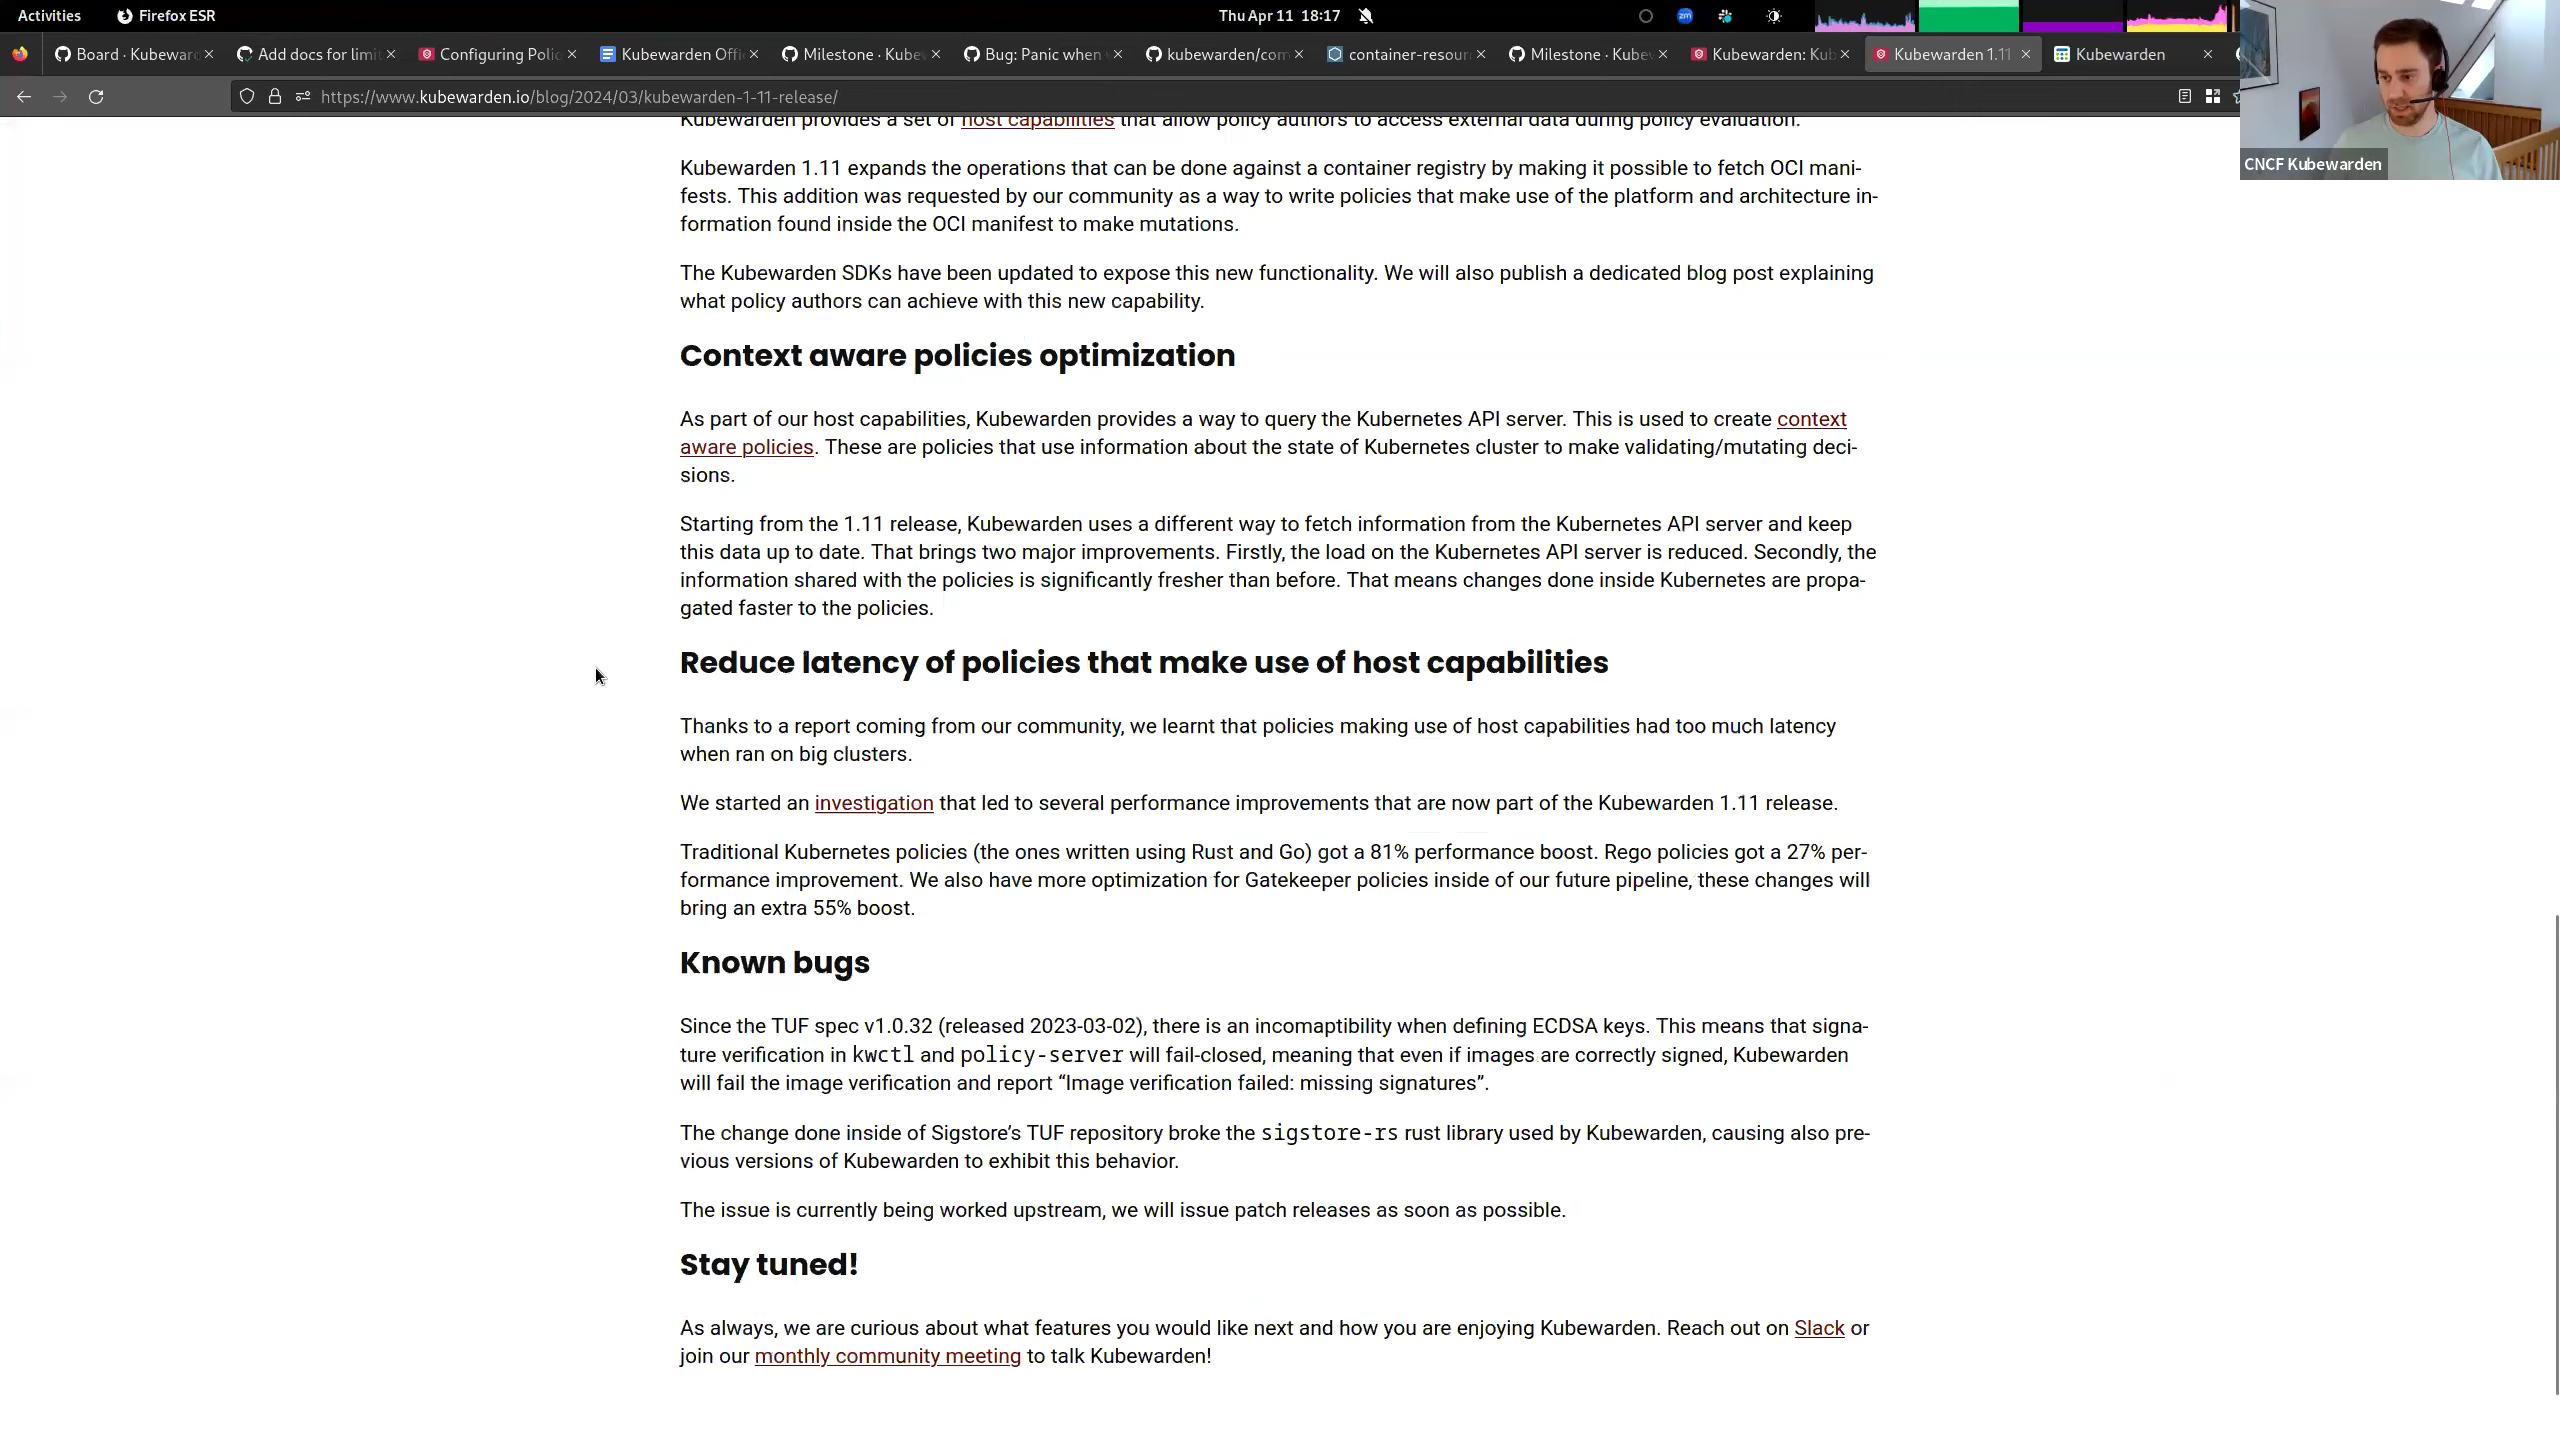 Activities
Firefox ESR
Thu Apr 11 18:17
zm
Board · Kubeward
Add docs for limit
Configuring Polic
Kubewarden Offi
Milestone · Kube
Bug: Panic when
kubewarden/com
container-resour
Milestone · Kube
Kubewarden: Kub
Kubewarden 1.11
Kubewarden
https://www.kubewarden.io/blog/2024/03/kubewarden-1-11-release/
CNCF Kubewarden
Kubewarden provides a set of host capabilities that allow policy authors to access external data during policy evaluation.
Kubewarden 1.11 expands the operations that can be done against a container registry by making it possible to fetch OCI mani-
fests. This addition was requested by our community as a way to write policies that make use of the platform and architecture in-
formation found inside the OCI manifest to make mutations.
The Kubewarden SDKs have been updated to expose this new functionality. We will also publish a dedicated blog post explaining
what policy authors can achieve with this new capability.
Context aware policies optimization
As part of our host capabilities, Kubewarden provides a way to query the Kubernetes API server. This is used to create context
aware policies. These are policies that use information about the state of Kubernetes cluster to make validating/mutating deci-
sions.
Starting from the 1.11 release, Kubewarden uses a different way to fetch information from the Kubernetes API server and keep
this data up to date. That brings two major improvements. Firstly, the load on the Kubernetes API server is reduced. Secondly, the
information shared with the policies is significantly fresher than before. That means changes done inside Kubernetes are propa-
gated faster to the policies.
Reduce latency of policies that make use of host capabilities
Thanks to a report coming from our community, we learnt that policies making use of host capabilities had too much latency
when ran on big clusters.
We started an investigation that led to several performance improvements that are now part of the Kubewarden 1.11 release.
Traditional Kubernetes policies (the ones written using Rust and Go) got a 81% performance boost. Rego policies got a 27% per-
formance improvement. We also have more optimization for Gatekeeper policies inside of our future pipeline, these changes will
bring an extra 55% boost.
Known bugs
Since the TUF spec v1.0.32 (released 2023-03-02), there is an incomaptibility when defining ECDSA keys. This means that signa-
ture verification in kwctl and policy-server will fail-closed, meaning that even if images are correctly signed, Kubewarden
will fail the image verification and report “Image verification failed: missing signatures”.
The change done inside of Sigstore’s TUF repository broke the sigstore-rs rust library used by Kubewarden, causing also pre-
vious versions of Kubewarden to exhibit this behavior.
The issue is currently being worked upstream, we will issue patch releases as soon as possible.
Stay tuned!
As always, we are curious about what features you would like next and how you are enjoying Kubewarden. Reach out on Slack or
join our monthly community meeting to talk Kubewarden!